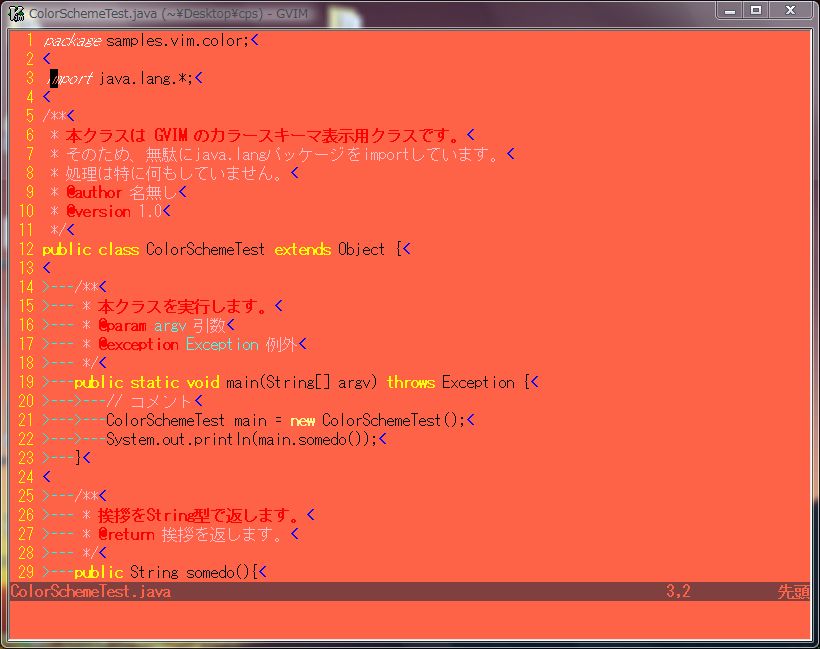 ColorSchemeTest.java (~¥Desktop¥cps) - GVIM
1 package samples.vim.color;<
2 <
3 import java.lang.*;<
4 <
5 /**<
6  * 本クラスは GVIM のカラースキーマ表示用クラスです。<
7  * そのため、無駄にjava.langパッケージをimportしています。<
8  * 処理は特に何もしていません。<
9  * @author 名無し<
10  * @version 1.0<
11  */<
12 public class ColorSchemeTest extends Object {<
13 <
14 >---/**<
15 >--- * 本クラスを実行します。<
16 >--- * @param argv 引数<
17 >--- * @exception Exception 例外<
18 >--- */<
19 >---public static void main(String[] argv) throws Exception {<
20 >--->---// コメント<
21 >--->---ColorSchemeTest main = new ColorSchemeTest();<
22 >--->---System.out.println(main.somedo());<
23 >---}<
24 <
25 >---/**<
26 >--- * 挨拶をString型で返します。<
27 >--- * @return 挨拶を返します。<
28 >--- */<
29 >---public String somedo(){<
ColorSchemeTest.java 3,2 先頭